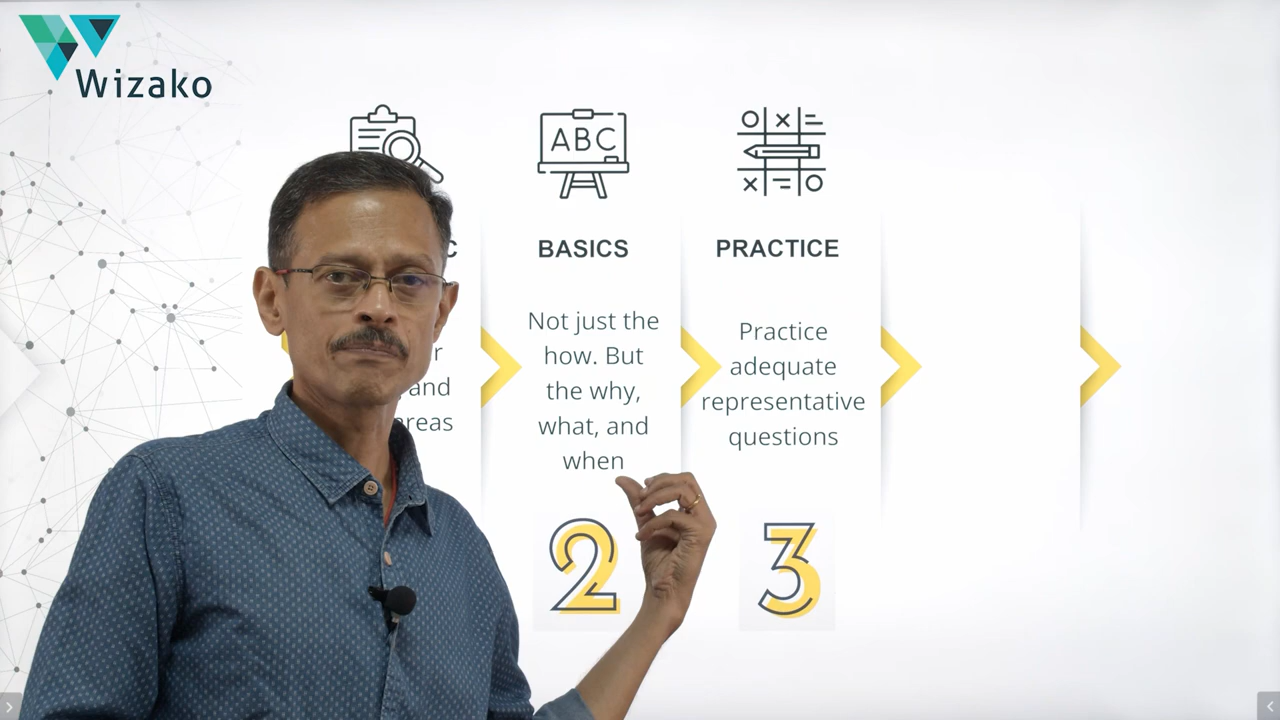 Wizako
ABC
BASICS
PRACTICE
Not just the
how. But
the why,
what, and
when
Practice
adequate
representative
questions
and
2
3